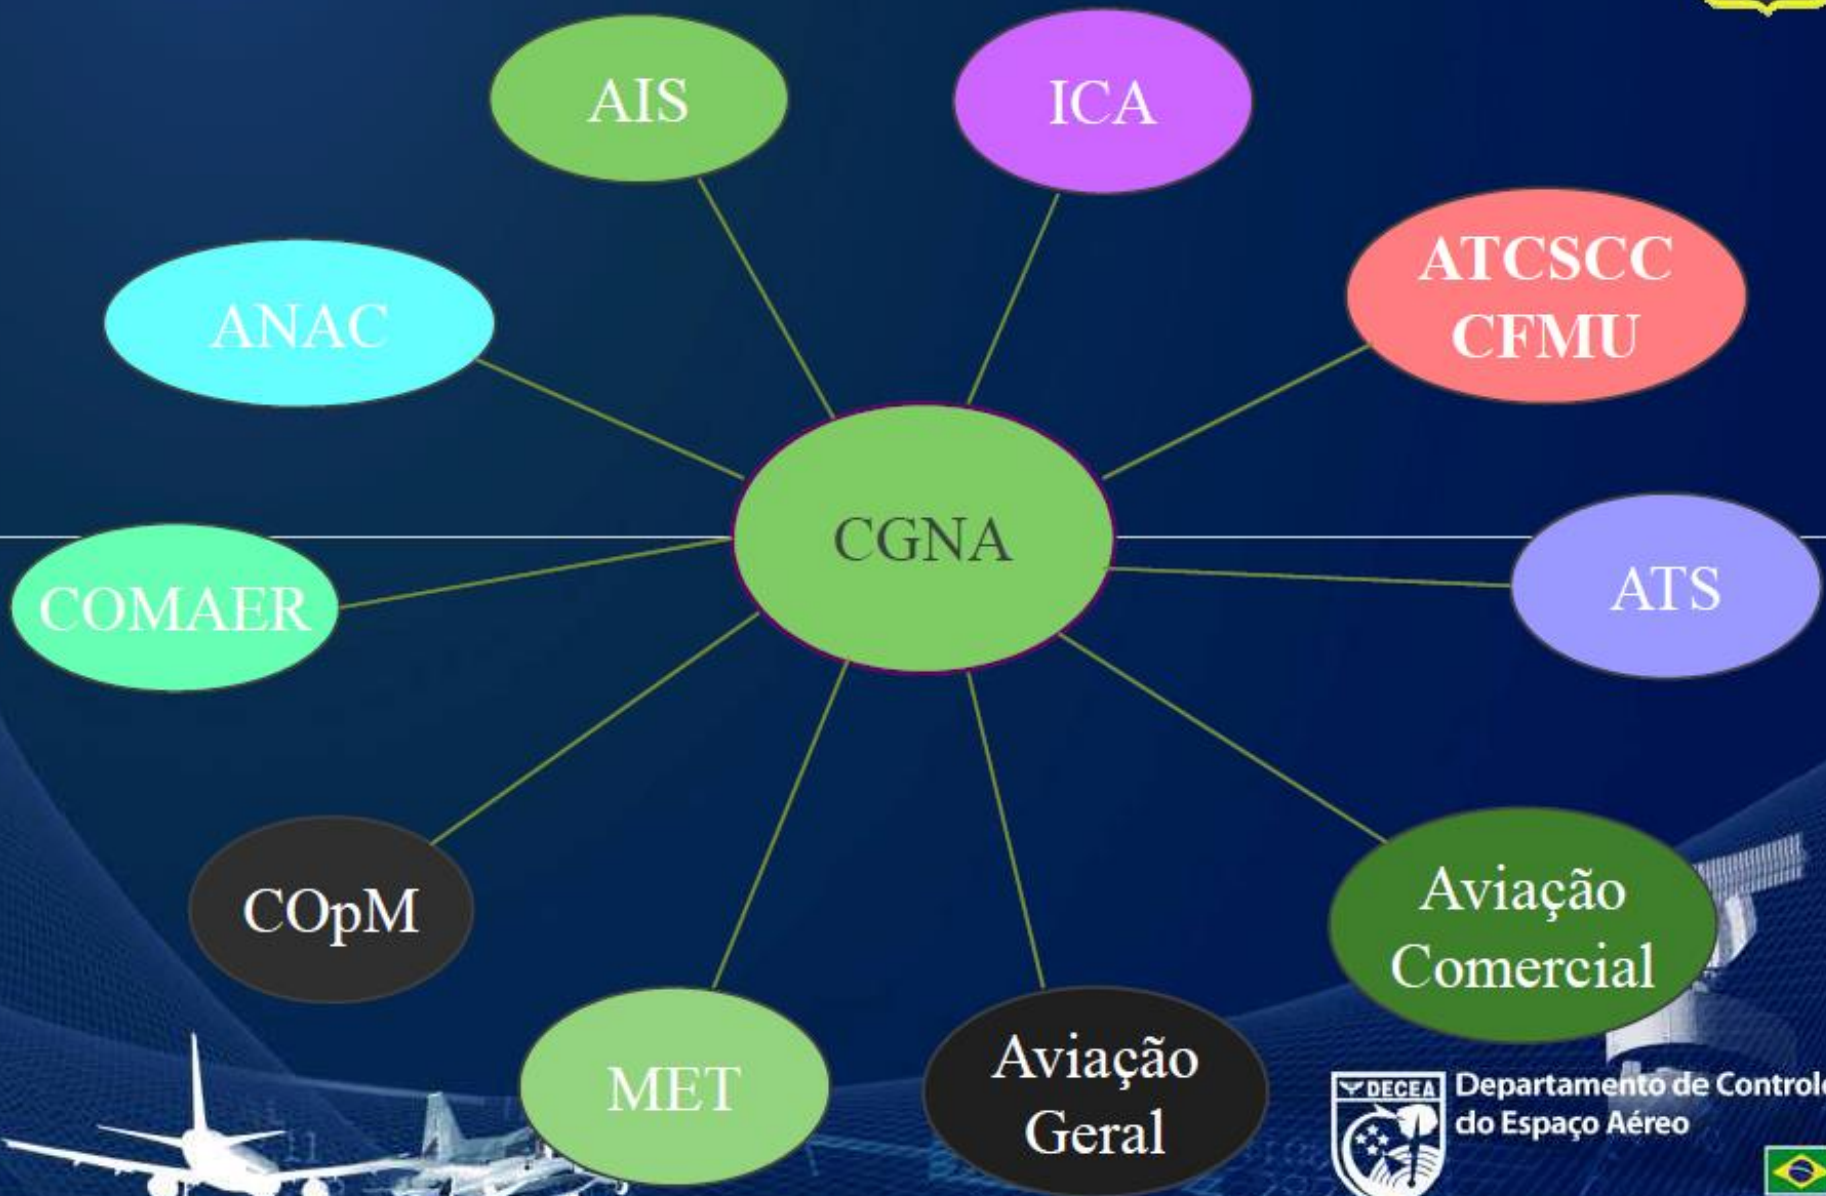 AIS
ICA
ATCSCC
CFMU
ANAC
CGNA
COMAER
ATS
COpM
Aviação
Comercial
MET
Aviação
Geral
DECEA
Departamento de Controle
do Espaço Aéreo